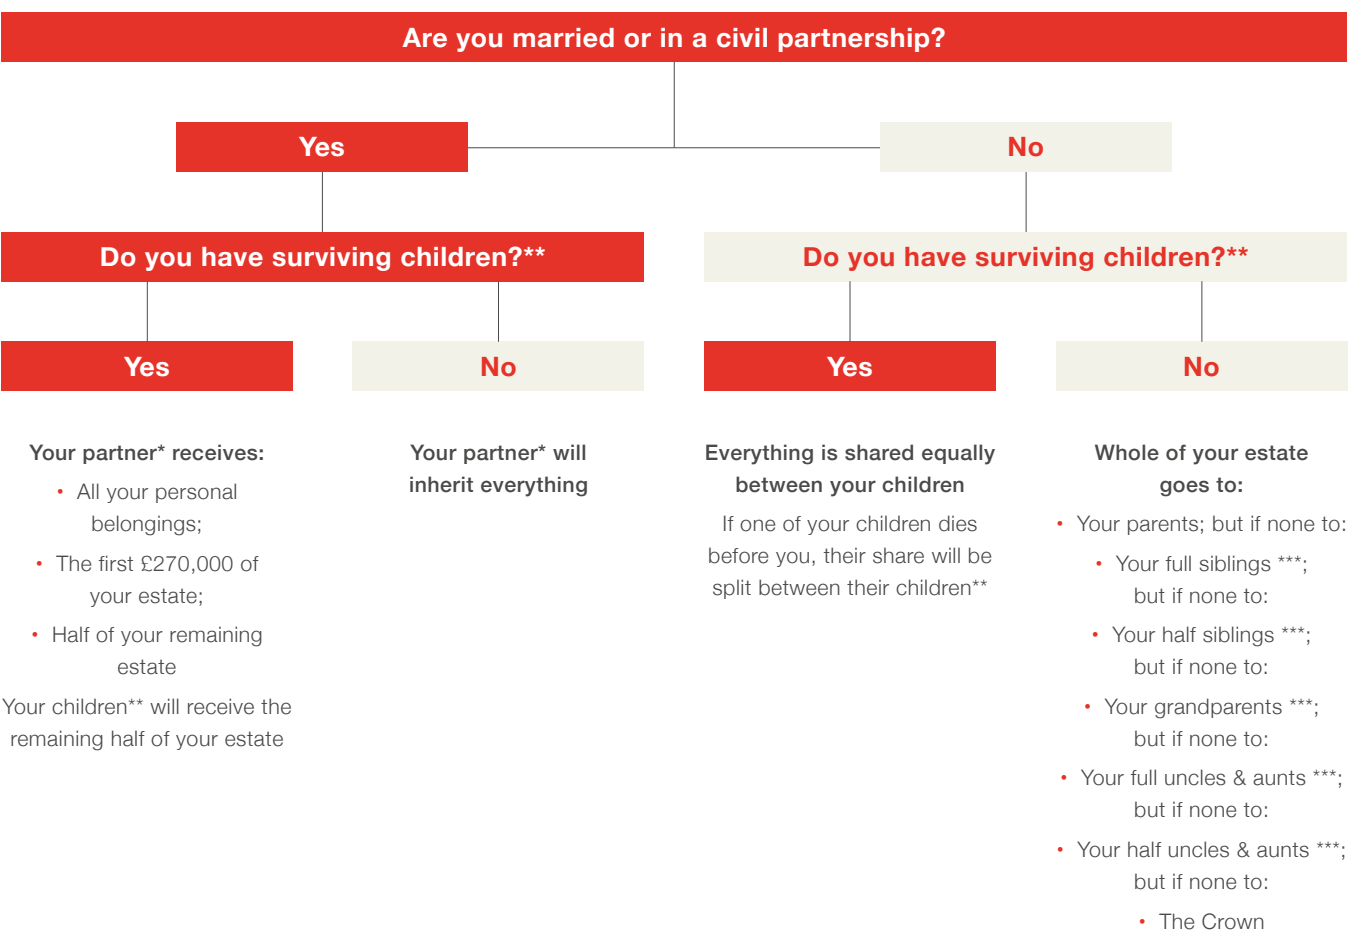 Are you married or in a civil partnership?
Yes
No
Do you have surviving children?**
Do you have surviving children?**
Yes
No
Yes
No
Your partner* receives:
• All your personal
belongings;
• The first £270,000 of
your estate;
• Half of your remaining
estate
Your children** will receive the
remaining half of your estate
Your partner* will
inherit everything
Everything is shared equally
between your children
If one of your children dies
before you, their share will be
split between their children**
Whole of your estate
goes to:
• Your parents; but if none to:
• Your full siblings ***;
but if none to:
• Your half siblings ***;
but if none to:
• Your grandparents ***;
but if none to:
• Your full uncles & aunts ***;
but if none to:
• Your half uncles & aunts ***;
but if none to:
• The Crown